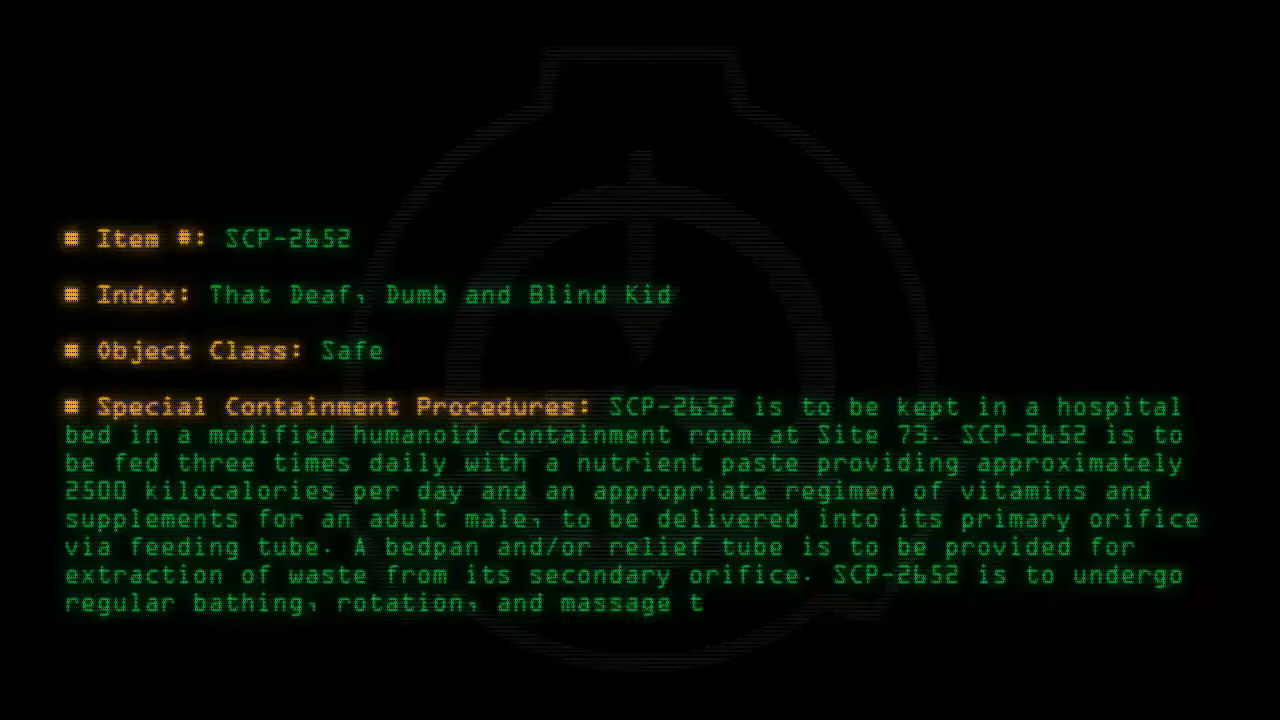 ■ Item #: SCP-2652
■ Index: That Deaf, Dumb and Blind Kid
■ Object Class: Safe
■ Special Containment Procedures: SCP-2652 is to be kept in a hospital
bed in a modified humanoid containment room at Site 73. SCP-2652 is to
be fed three times daily with a nutrient paste providing approximately
2500 kilocalories per day and an appropriate regimen of vitamins and
supplements for an adult male, to be delivered into its primary orifice
via feeding tube. A bedpan and/or relief tube is to be provided for
extraction of waste from its secondary orifice. SCP-2652 is to undergo
regular bathing, rotation, and massage t